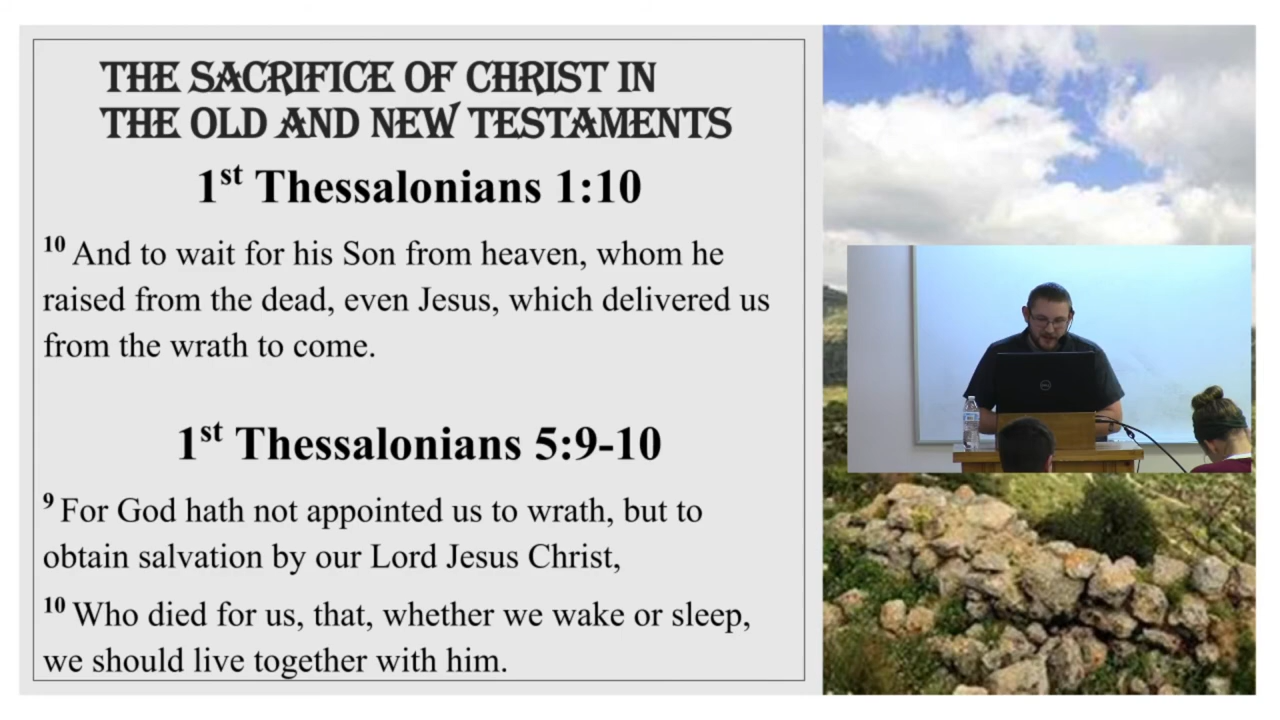 THE SACRIFICE OF CHRIST IN
THE OLD AND NEW TESTAMENTS
1st Thessalonians 1:10
10 And to wait for his Son from heaven, whom he
raised from the dead, even Jesus, which delivered us
from the wrath to come.
1st Thessalonians 5:9-10
9 For God hath not appointed us to wrath, but to
obtain salvation by our Lord Jesus Christ,
10 Who died for us, that, whether we wake or sleep,
we should live together with him.